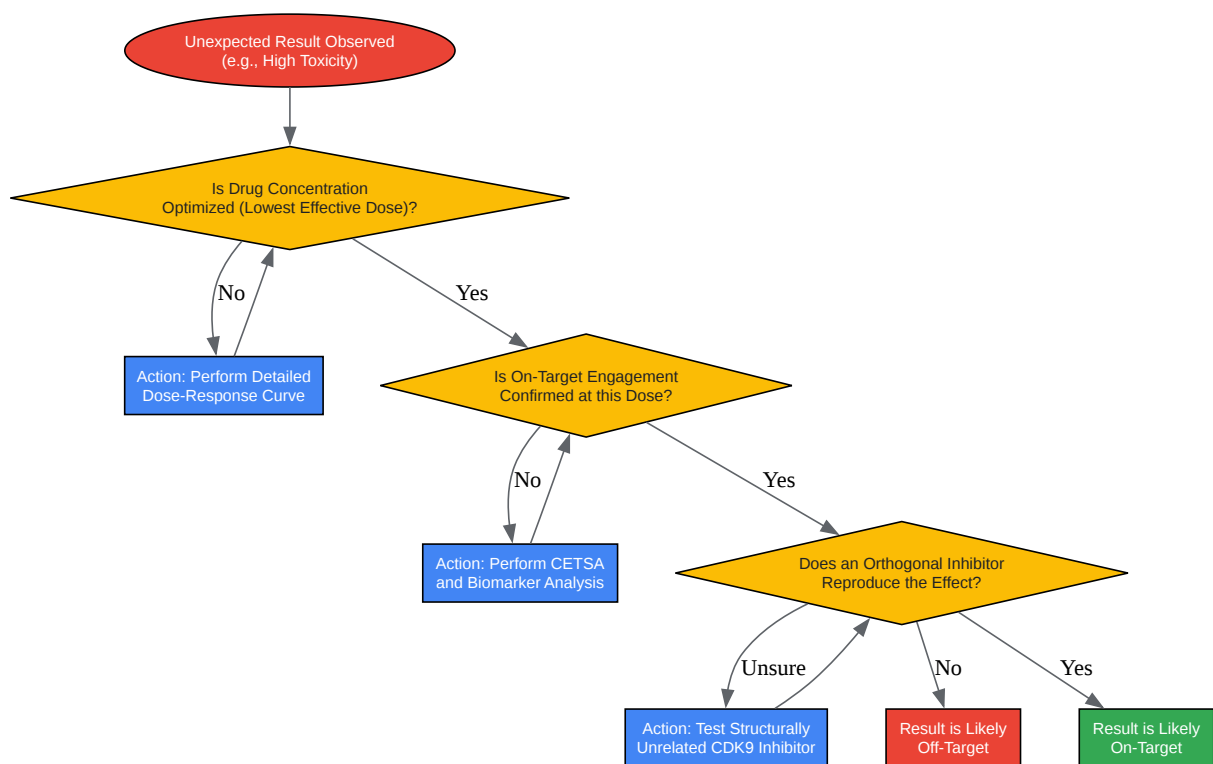 Unexpected Result Observed
(e.g., High Toxicity)
Is Drug Concentration
Optimized (Lowest Effective Dose)?
No
Yes
Action: Perform Detailed
Dose-Response Curve
Is On-Target Engagement
Confirmed at this Dose?
No
Yes
Action: Perform CETSA
and Biomarker Analysis
Does an Orthogonal Inhibitor
Reproduce the Effect?
Unsure
No
Yes
Action: Test Structurally
Unrelated CDK9 Inhibitor
Result is Likely
Off-Target
Result is Likely
On-Target